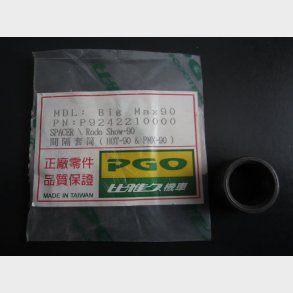 MDL: Big Max90
PN:P9242210000
SPACER \ Rodo Show-90
間隔套筒 ( HOT-90 & PMX-90 )
正廠零件
品質保證
MADE IN TAIWAN
PGO
比雅久機車